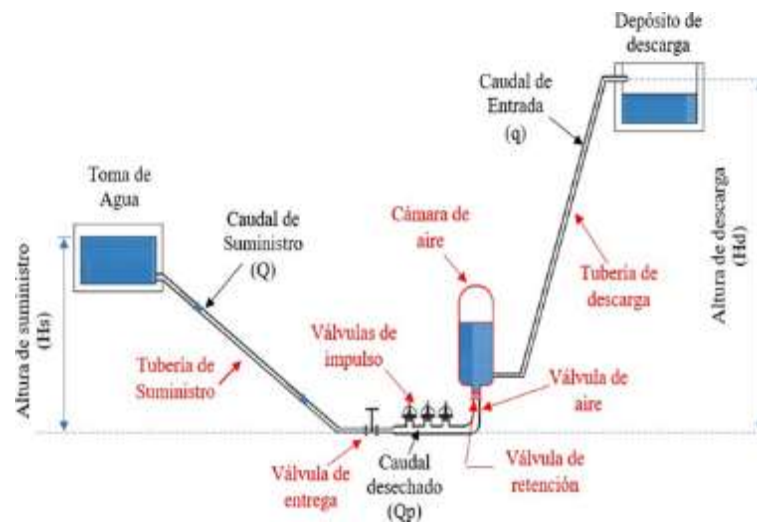 Depósito de
descarga
Caudal de
Entrada
(q)
Toma de
Agua
Caudal de
Suministro
(Q)
Cámara de
aire
Altura de suministro
(Hs)
Altura de descarga
(Hd)
Tubería de
descarga
Válvulas de
impulso
Tubería de
Suministro
Válvula de
aire
Válvula de
entrega
Caudal
desechado
(Qp)
Válvula de
retención